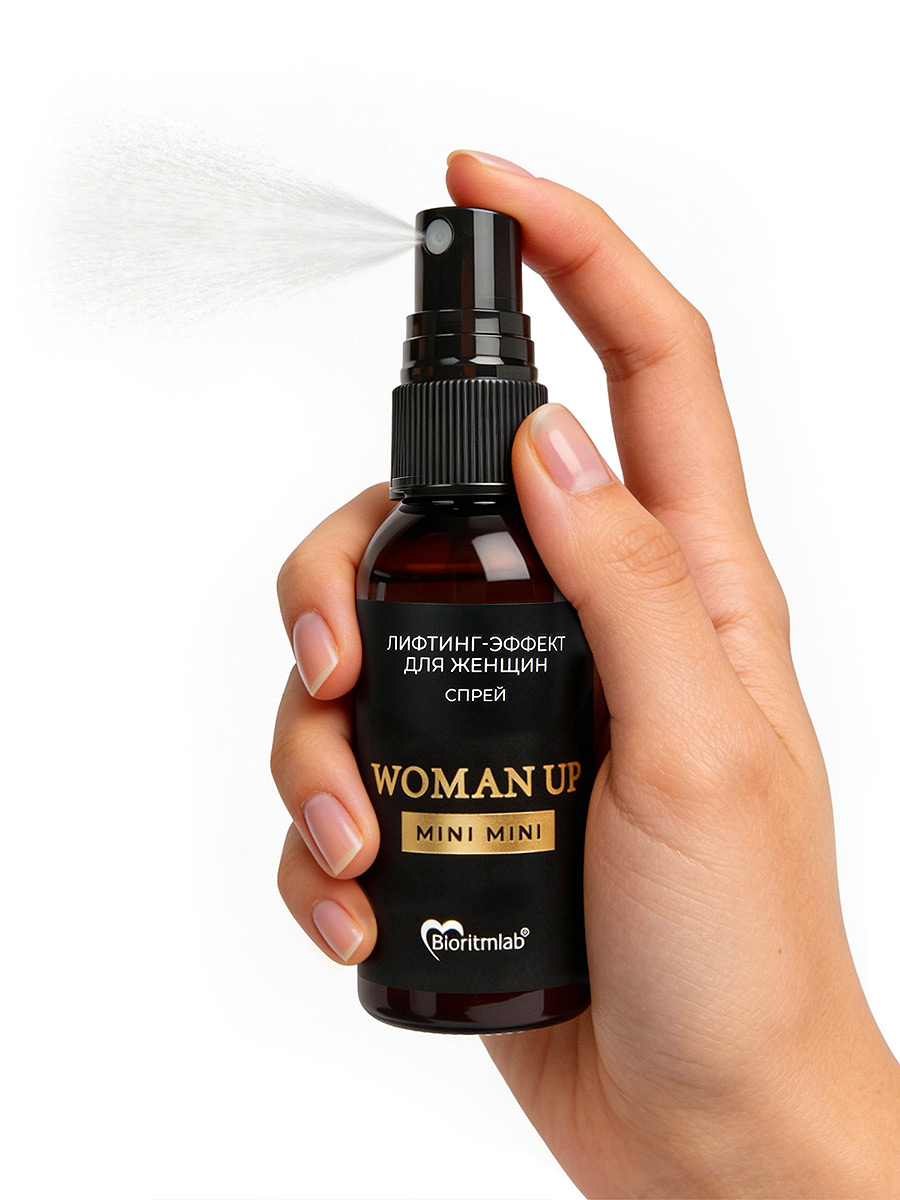 ЛИФТИНГ-ЭФФЕКТ
ДЛЯ ЖЕНЩИН
СПРЕЙ
WOMAN UP
MINI MINI
Bioritmlab®